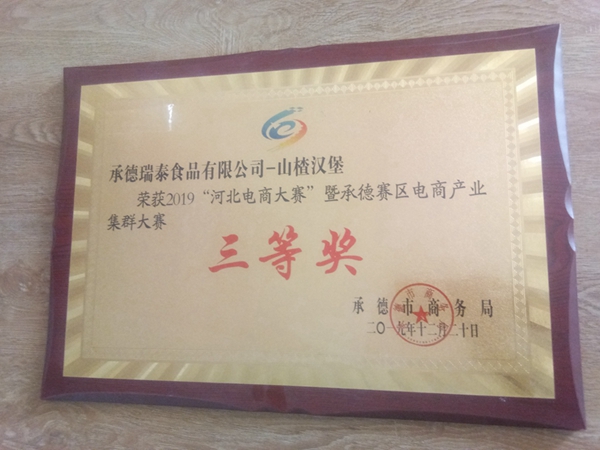 承德瑞泰食品有限公司-山楂汉堡
荣获2019“河北电商大赛”暨承德赛区电商产业
集群大赛
三等奖
承德市商务局
二〇一九年十二月二十日